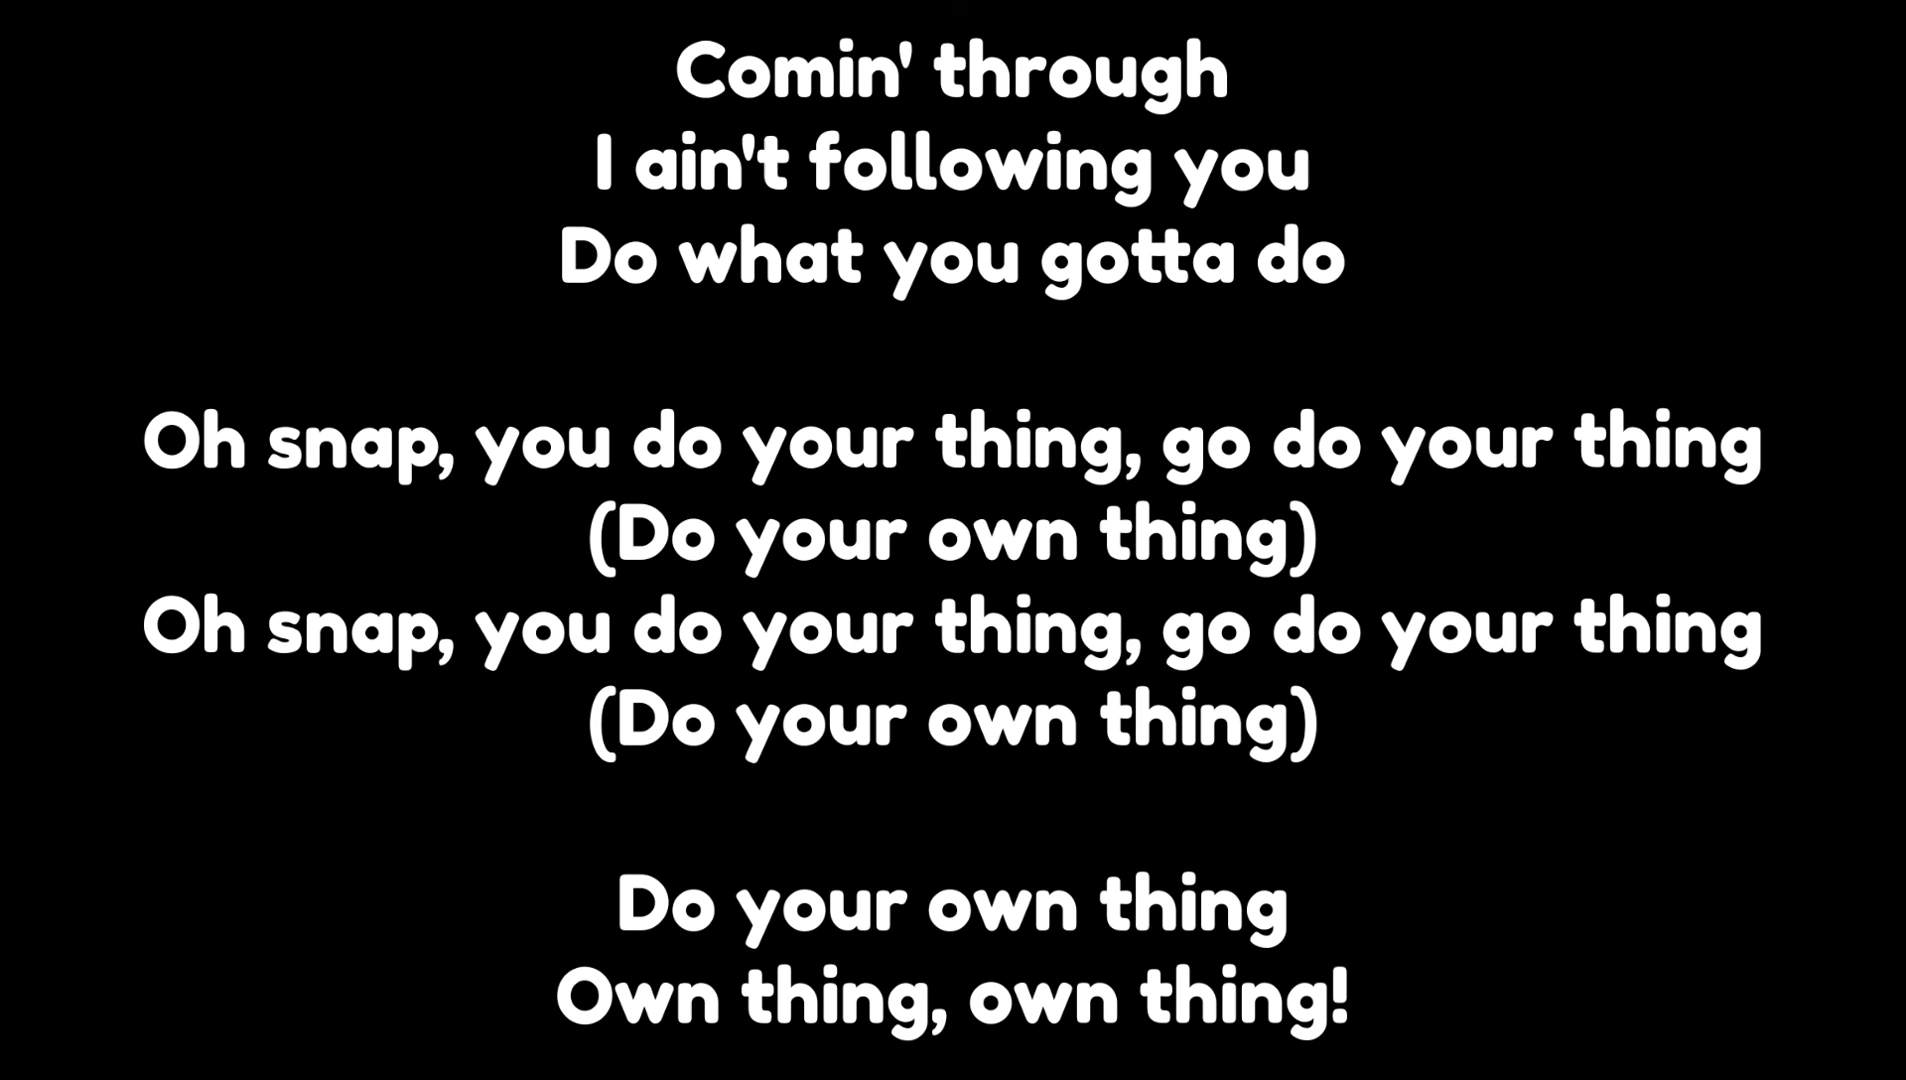 Comin' through
I ain't following you
Do what you gotta do
Oh snap, you do your thing, go do your thing
(Do your own thing)
Oh snap, you do your thing, go do your thing
(Do your own thing)
Do your own thing
Own thing, own thing!